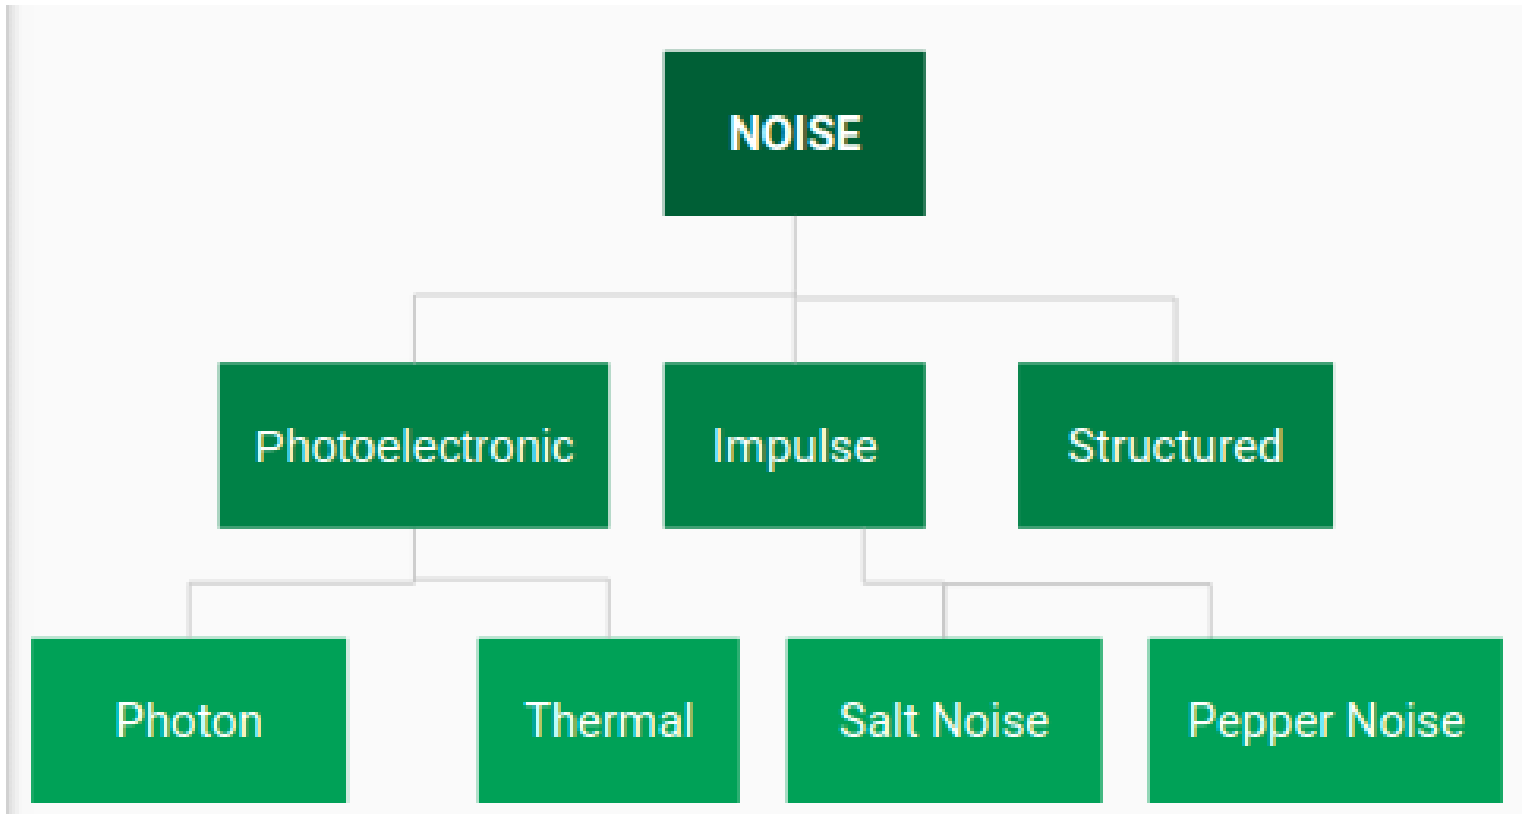 NOISE
Photoelectronic
Impulse
Structured
Photon
Thermal
Salt Noise
Pepper Noise